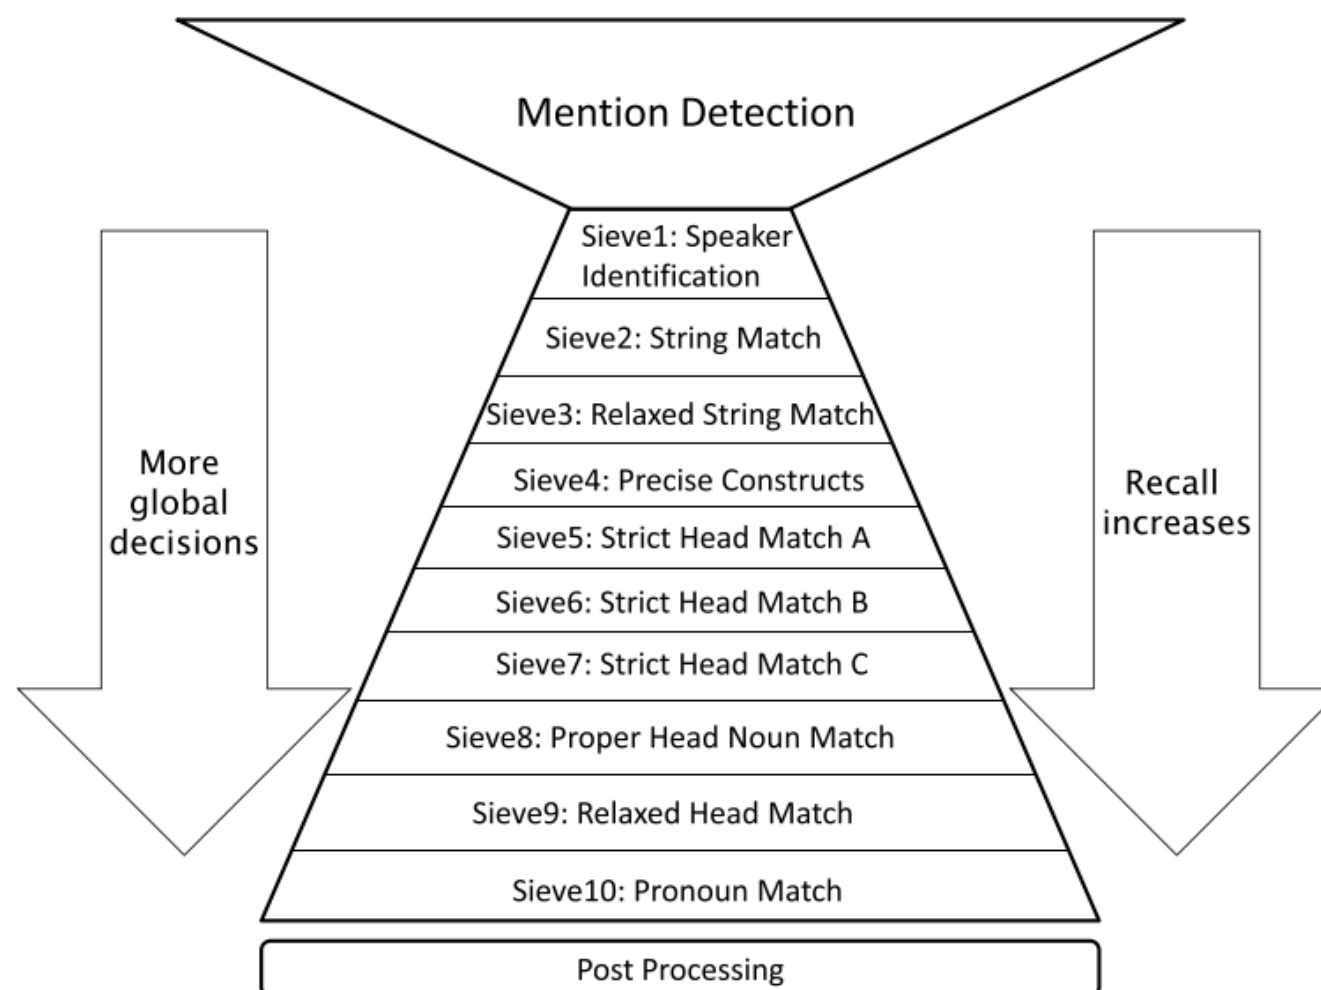 Mention Detection
Sieve1: Speaker
Identification
Sieve2: String Match
Sieve3: Relaxed String Match
Sieve4: Precise Constructs
Sieve5: Strict Head Match A
Sieve6: Strict Head Match B
Sieve7: Strict Head Match C
Sieve8: Proper Head Noun Match
Sieve9: Relaxed Head Match
Sieve10: Pronoun Match
Post Processing
More
global
decisions
Recall
increases